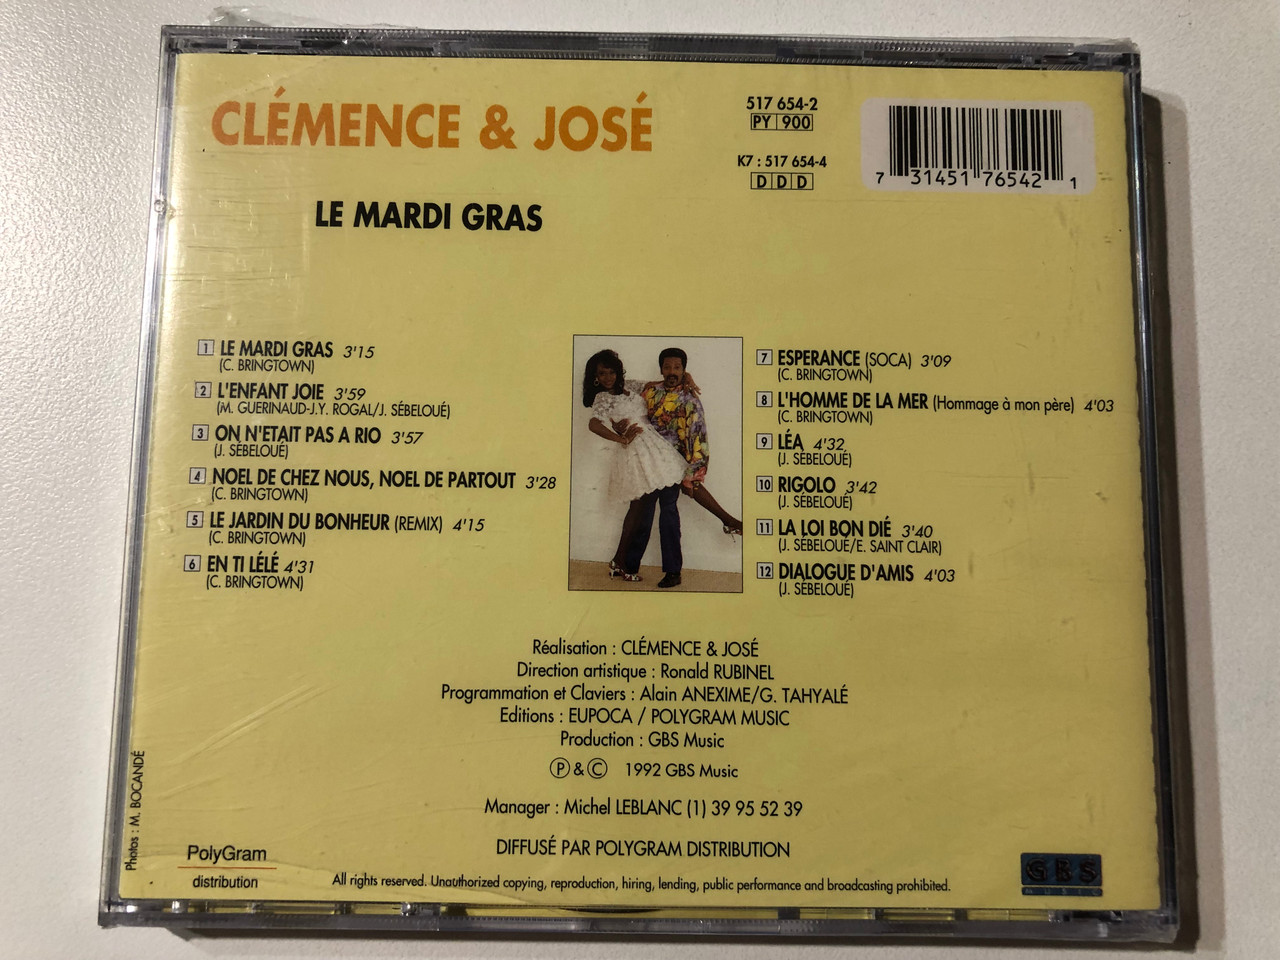 CLÉMENCE & JOSÉ
517 654-2
PY 900
K7 : 517 654-4
D D D
7 31451 76542 1
LE MARDI GRAS
1 LE MARDI GRAS 3'15
(C. BRINGTOWN)
2 L'ENFANT JOIE 3'59
(M. GUERINAUD-J.Y. ROGAL/J. SÉBELOUÉ)
3 ON N'ETAIT PAS A RIO 3'57
(J. SÉBELOUÉ)
4 NOEL DE CHEZ NOUS, NOEL DE PARTOUT 3'28
(C. BRINGTOWN)
5 LE JARDIN DU BONHEUR (REMIX) 4'15
(C. BRINGTOWN)
6 EN TI LÉLÉ 4'31
(C. BRINGTOWN)
7 ESPERANCE (SOCA) 3'09
(C. BRINGTOWN)
8 L'HOMME DE LA MER (Hommage à mon père) 4'03
(C. BRINGTOWN)
9 LÉA 4'32
(J. SÉBELOUÉ)
10 RIGOLO 3'42
(J. SÉBELOUÉ)
11 LA LOI BON DIÉ 3'40
(J. SÉBELOUÉ/E. SAINT CLAIR)
12 DIALOGUE D'AMIS 4'03
(J. SÉBELOUÉ)
Réalisation : CLÉMENCE & JOSÉ
Direction artistique : Ronald RUBINEL
Programmation et Claviers : Alain ANEXIME/G. TAHYALÉ
Editions : EUPOCA / POLYGRAM MUSIC
Production : GBS Music
Ⓟ & © 1992 GBS Music
Manager : Michel LEBLANC (1) 39 95 52 39
DIFFUSÉ PAR POLYGRAM DISTRIBUTION
Photos : M. BOCANDÉ
PolyGram
distribution
All rights reserved. Unauthorized copying, reproduction, hiring, lending, public performance and broadcasting prohibited.
GBS
MUSIC